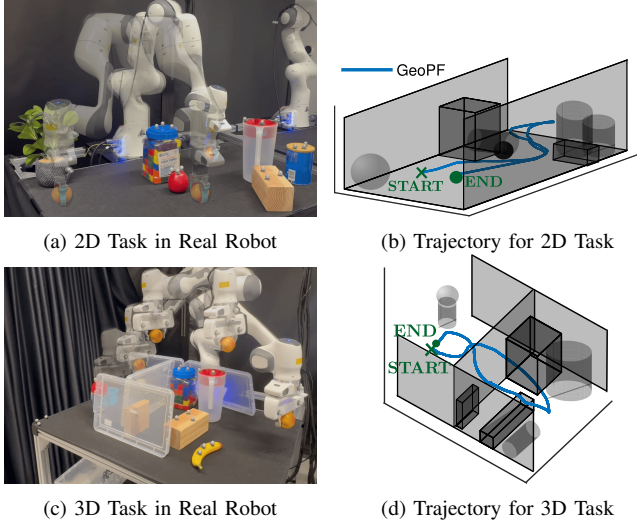 GeoPF
START
END
(a) 2D Task in Real Robot
(b) Trajectory for 2D Task
END
START
(c) 3D Task in Real Robot
(d) Trajectory for 3D Task